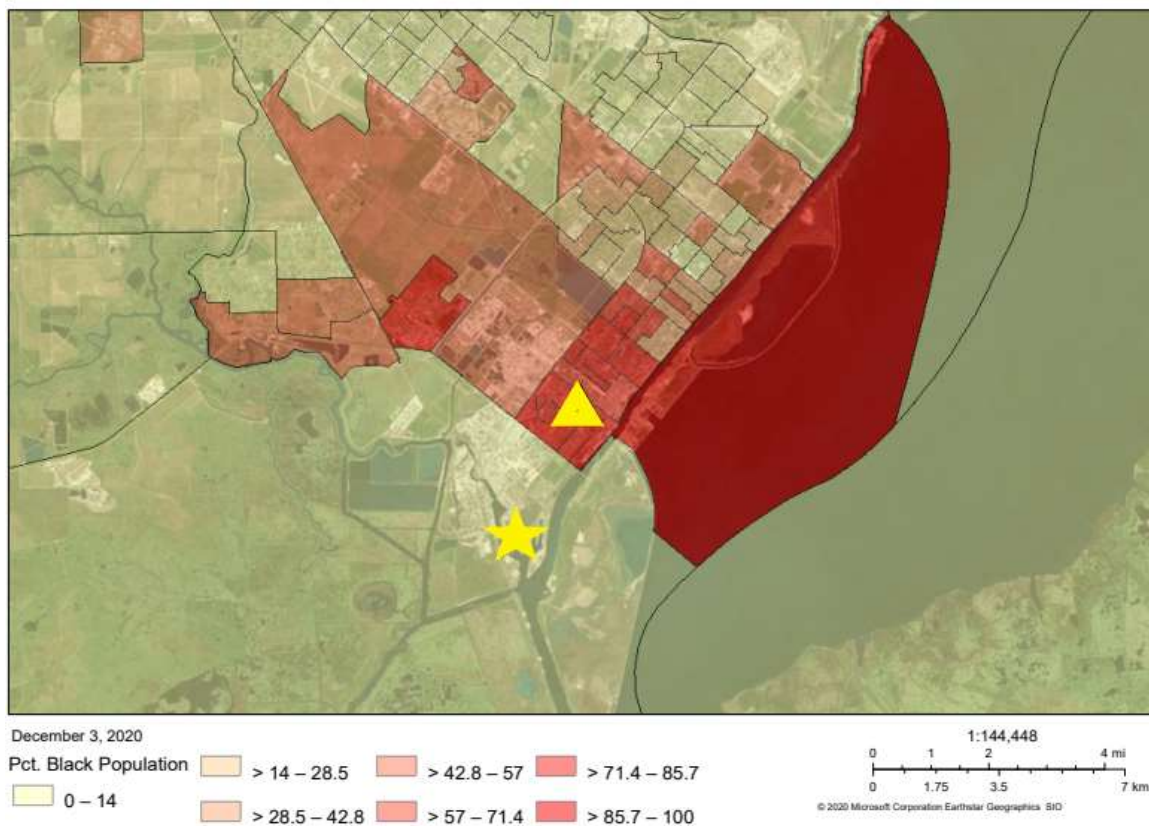 December 3, 2020
Pct. Black Population
0 – 14
> 14 – 28.5
> 28.5 – 42.8
> 42.8 – 57
> 57 – 71.4
> 71.4 – 85.7
> 85.7 – 100
1:144,448
0 1 2 4 mi
0 1.75 3.5 7 km
© 2020 Microsoft Corporation Earthstar Geographics SIO